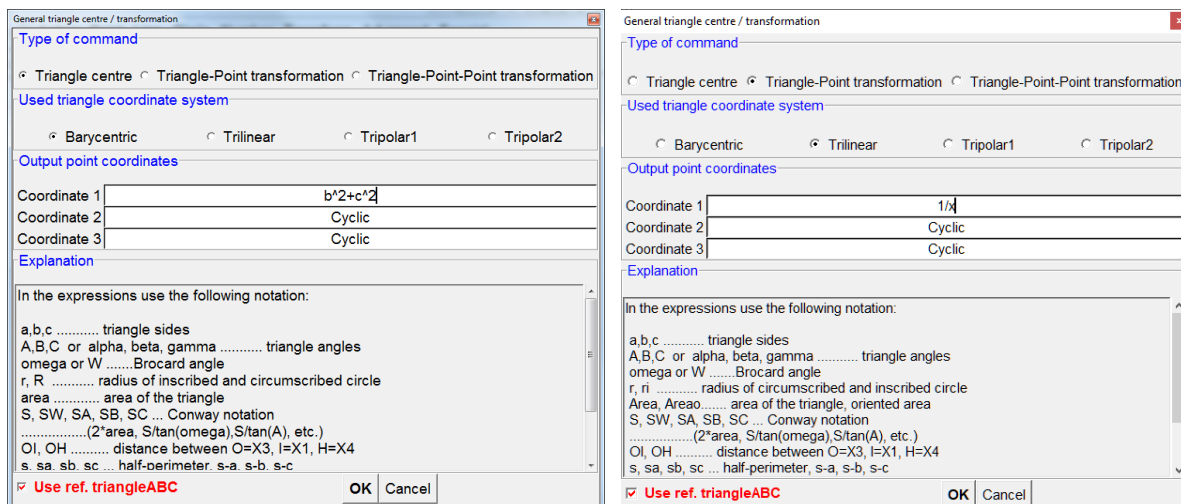 General triangle centre / transformation
Type of command
Triangle centre Triangle-Point transformation Triangle-Point-Point transformation
Used triangle coordinate system
Barycentric Trilinear Tripolar1 Tripolar2
Output point coordinates
Coordinate 1 b^2+c^2
Coordinate 2 Cyclic
Coordinate 3 Cyclic
Explanation
In the expressions use the following notation:
a,b,c ........... triangle sides
A,B,C or alpha, beta, gamma ........... triangle angles
omega or W .......Brocard angle
r, R ........... radius of inscribed and circumscribed circle
area ............ area of the triangle
S, SW, SA, SB, SC ... Conway notation
.................(2*area, S/tan(omega),S/tan(A), etc.)
OI, OH .......... distance between O=X3, I=X1, H=X4
s, sa, sb, sc ... half-perimeter, s-a, s-b, s-c
Use ref. triangleABC OK Cancel
General triangle centre / transformation
Type of command
Triangle centre Triangle-Point transformation Triangle-Point-Point transformation
Used triangle coordinate system
Barycentric Trilinear Tripolar1 Tripolar2
Output point coordinates
Coordinate 1 1/x
Coordinate 2 Cyclic
Coordinate 3 Cyclic
Explanation
In the expressions use the following notation:
a,b,c ........... triangle sides
A,B,C or alpha, beta, gamma ........... triangle angles
omega or W .......Brocard angle
r, ri ........... radius of circumscribed and inscribed circle
Area, Areao....... area of the triangle, oriented area
S, SW, SA, SB, SC ... Conway notation
.................(2*area, S/tan(omega),S/tan(A), etc.)
OI, OH .......... distance between O=X3, I=X1, H=X4
s, sa, sb, sc ... half-perimeter, s-a, s-b, s-c
Use ref. triangleABC OK Cancel